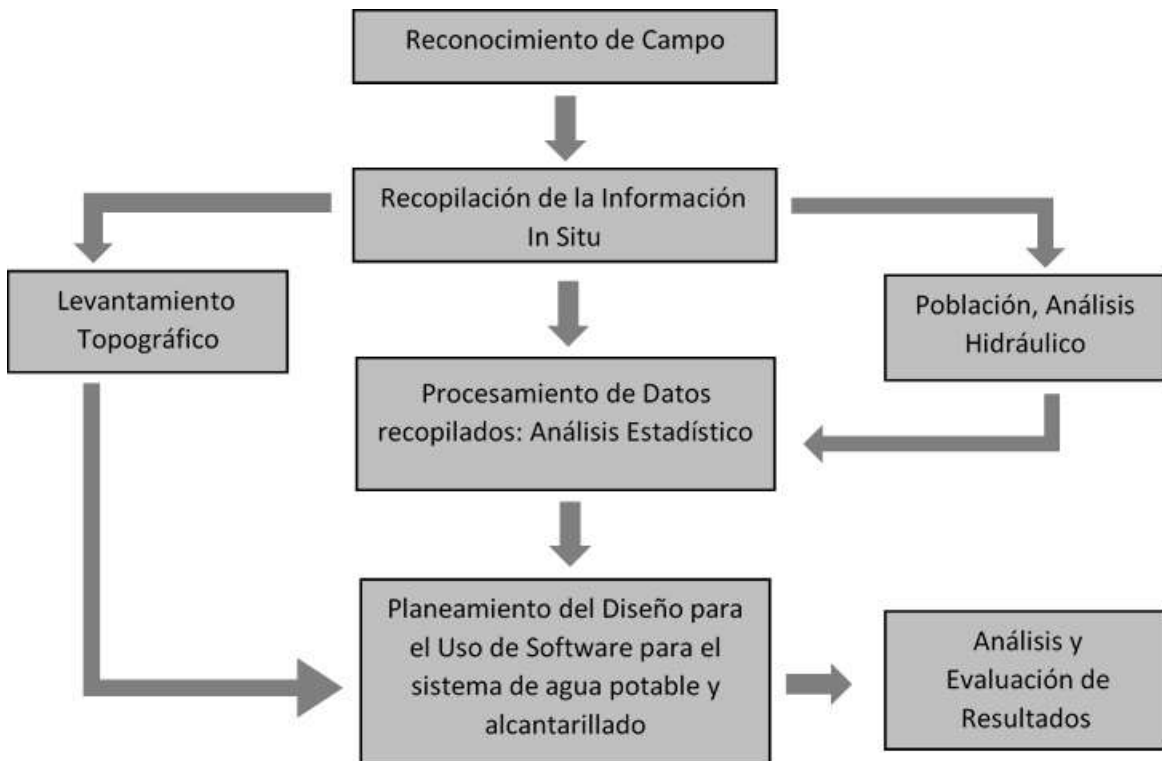 Reconocimiento de Campo
Recopilación de la Información
In Situ
Levantamiento
Topográfico
Población, Análisis
Hidráulico
Procesamiento de Datos
recopilados: Análisis Estadístico
Planeamiento del Diseño para
el Uso de Software para el
sistema de agua potable y
alcantarillado
Análisis y
Evaluación de
Resultados